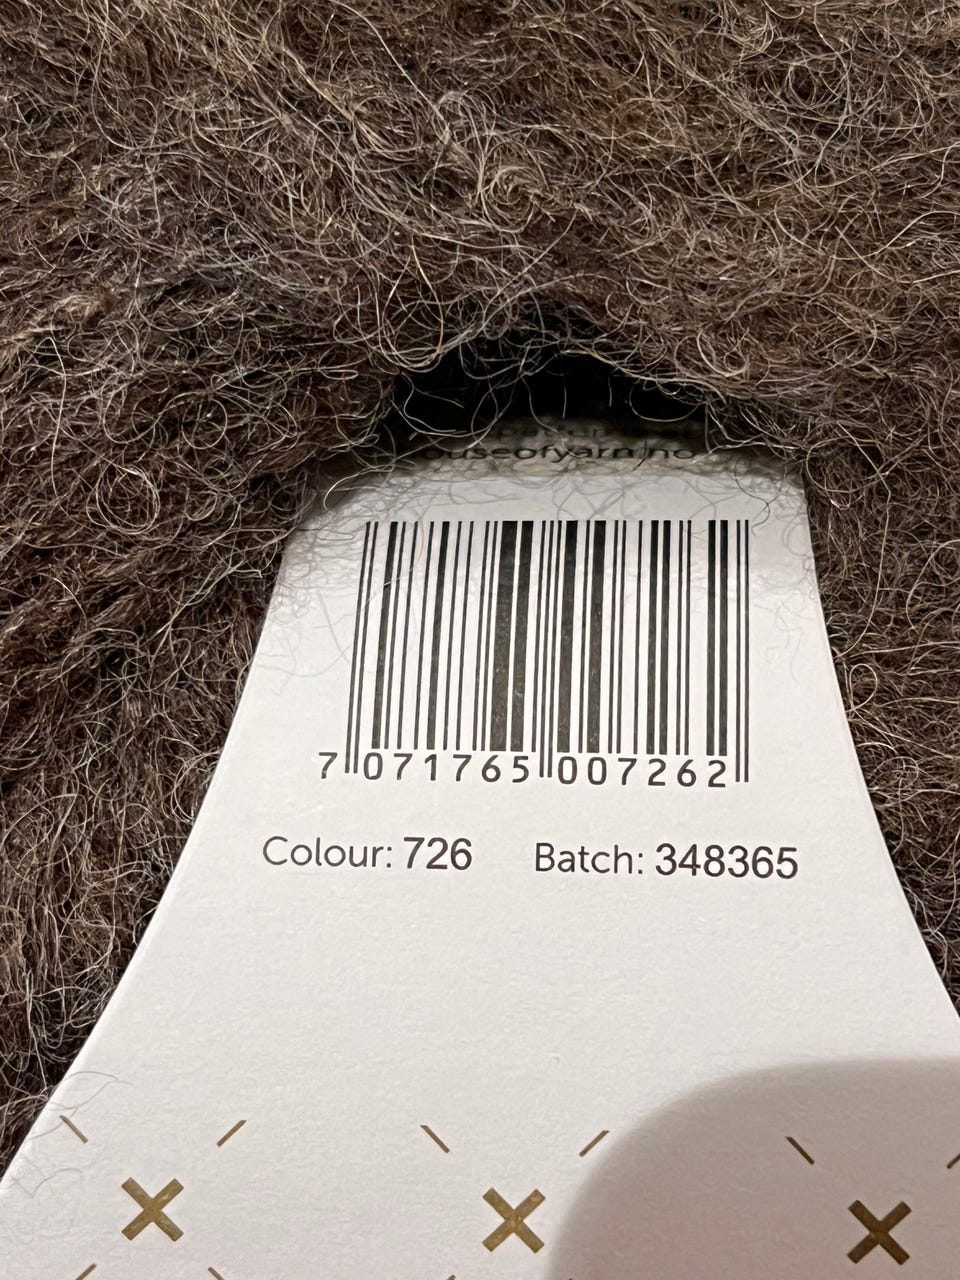 houseofyarn.no
7 071765 007262
Colour: 726 Batch: 348365